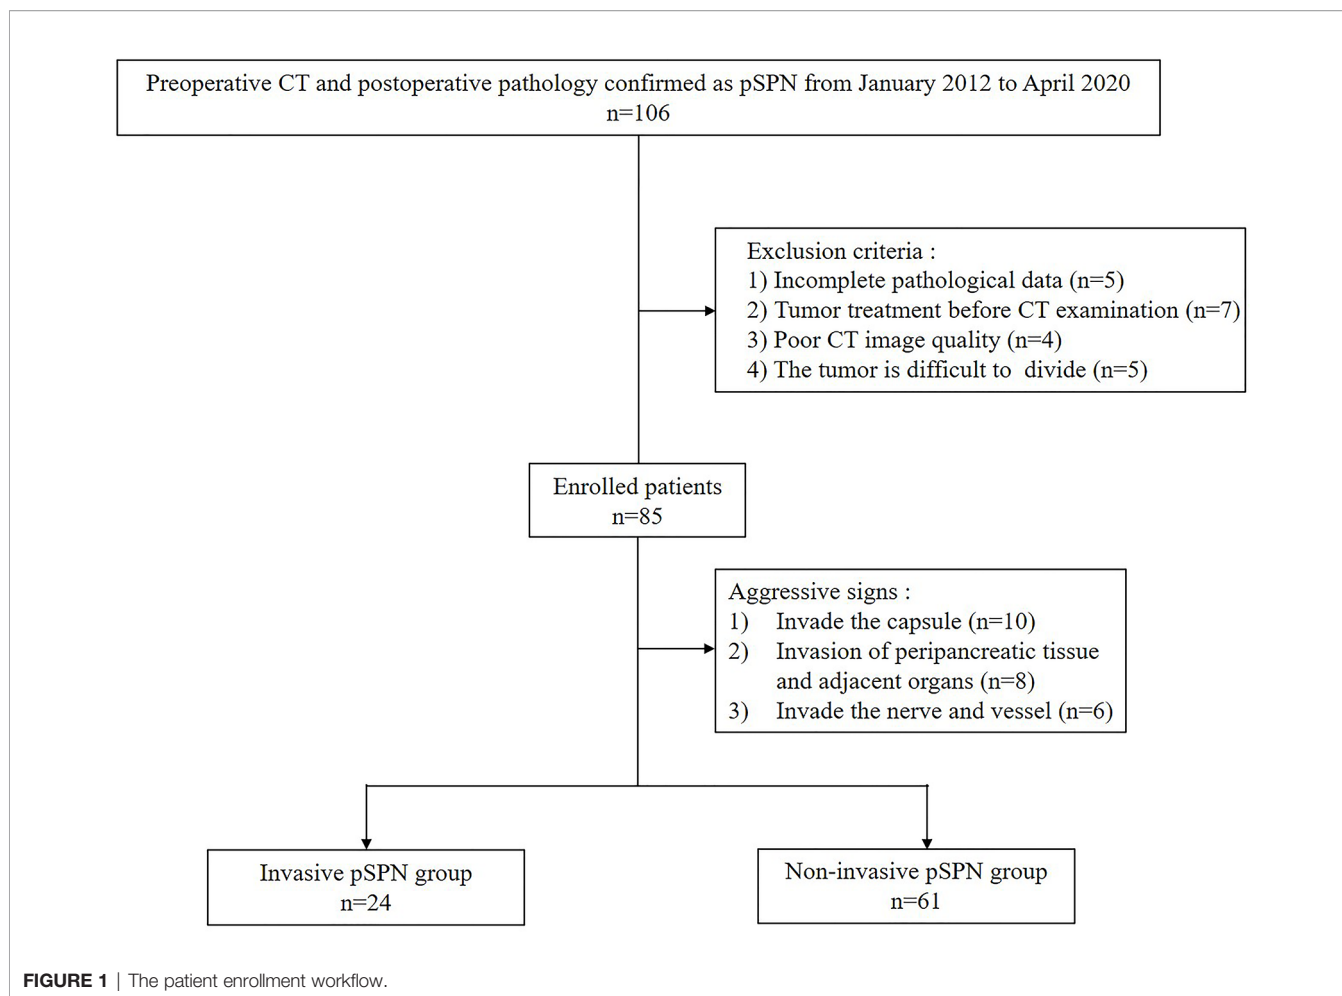 Preoperative CT and postoperative pathology confirmed as pSPN from January 2012 to April 2020
n=106
Exclusion criteria :
1) Incomplete pathological data (n=5)
2) Tumor treatment before CT examination (n=7)
3) Poor CT image quality (n=4)
4) The tumor is difficult to  divide (n=5)
Enrolled patients
n=85
Aggressive signs :
1) Invade the capsule (n=10)
2) Invasion of peripancreatic tissue
and adjacent organs (n=8)
3) Invade the nerve and vessel (n=6)
Invasive pSPN group
n=24
Non-invasive pSPN group
n=61
FIGURE 1 | The patient enrollment workflow.